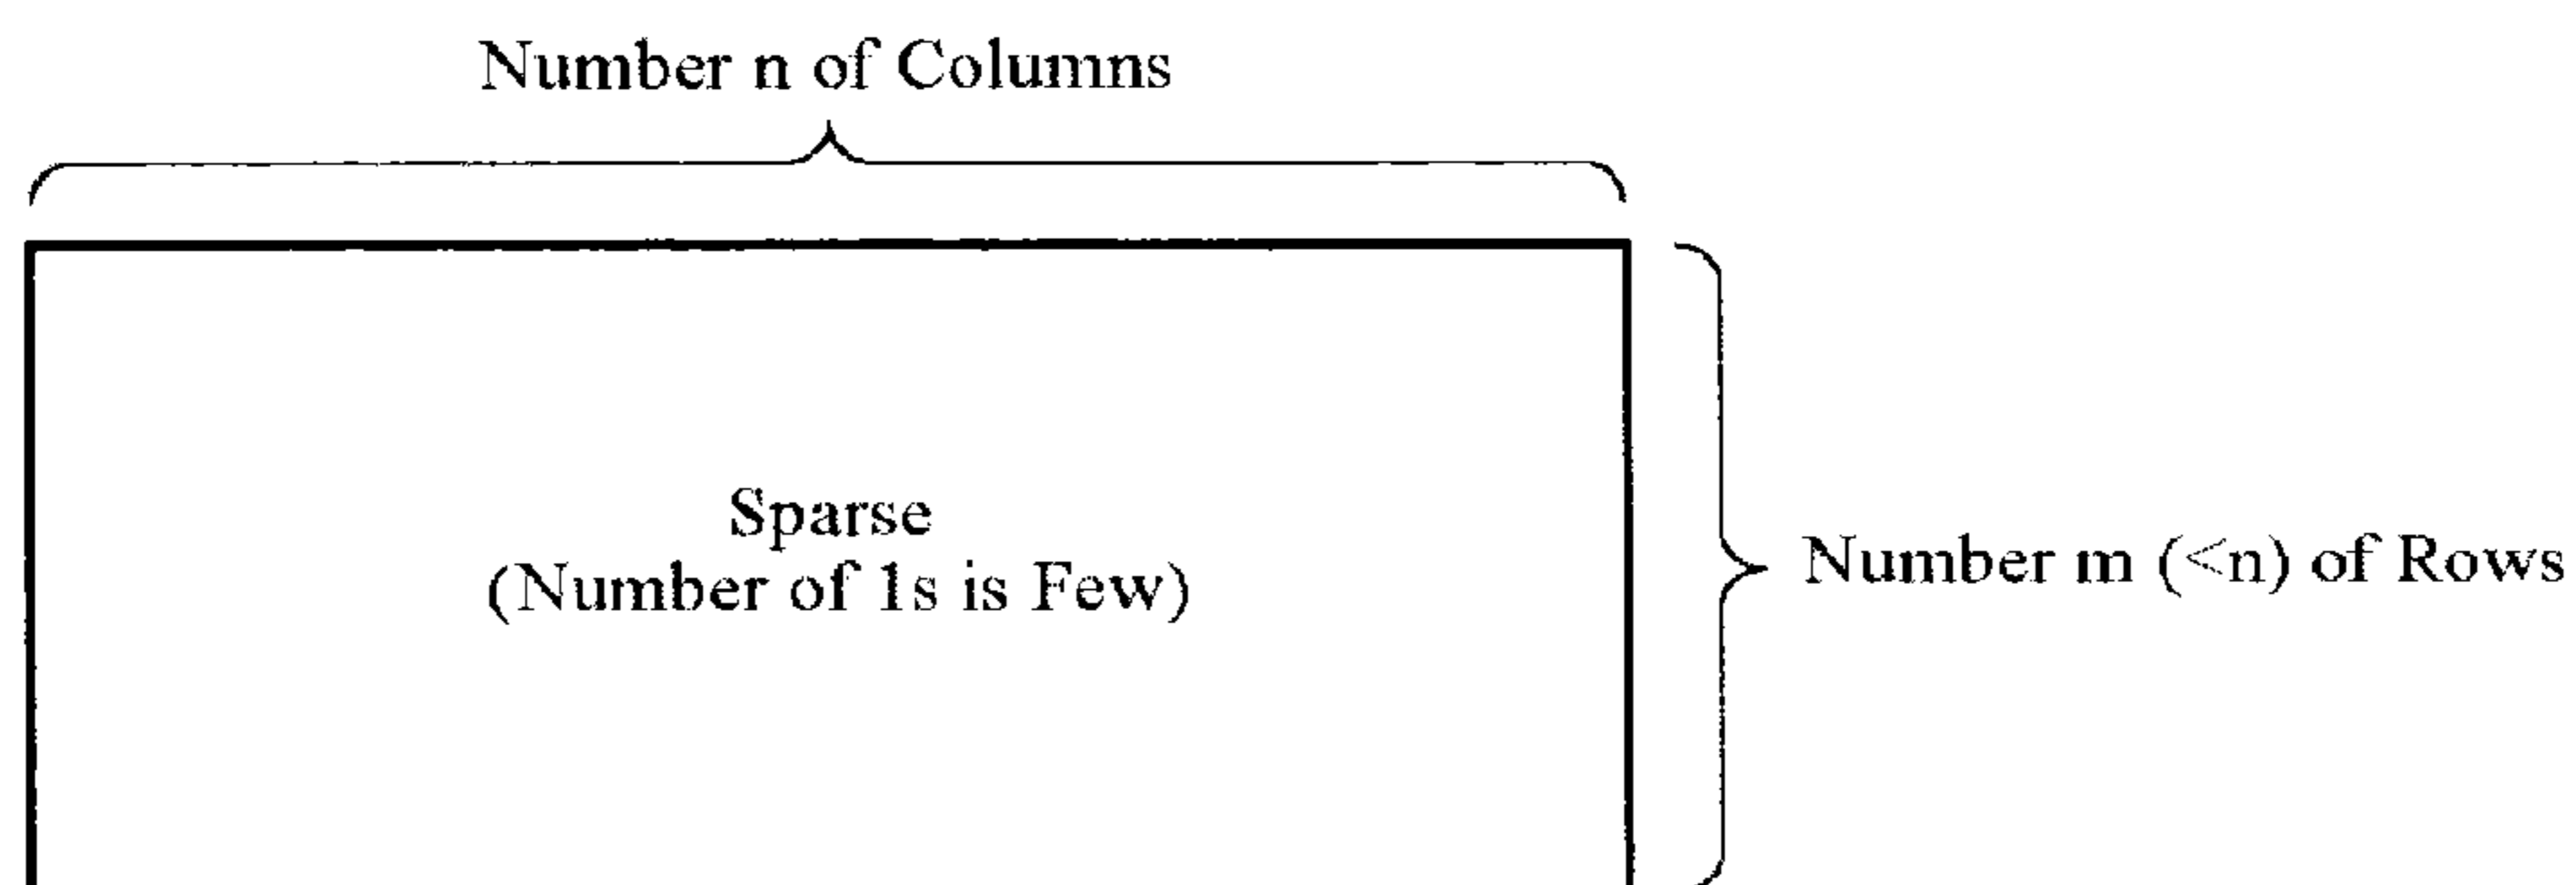 Number n of Columns
Sparse
(Number of 1s is Few)
Number m (<n) of Rows